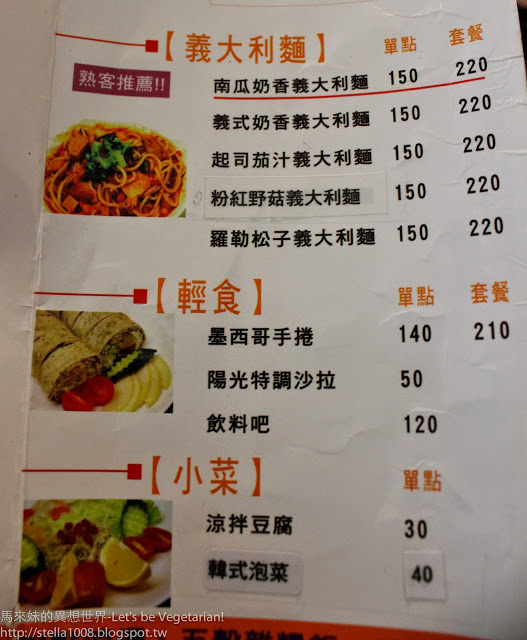 【義大利麵】 單點 套餐
熟客推薦!!
南瓜奶香義大利麵 150 220
義式奶香義大利麵 150 220
起司茄汁義大利麵 150 220
粉紅野菇義大利麵 150 220
羅勒松子義大利麵 150 220
【輕食】 單點 套餐
墨西哥手捲 140 210
陽光特調沙拉 50
飲料吧 120
【小菜】 單點
涼拌豆腐 30
韓式泡菜 40
馬來妹的異想世界-Let's be Vegetarian!
http://stella1008.blogspot.tw